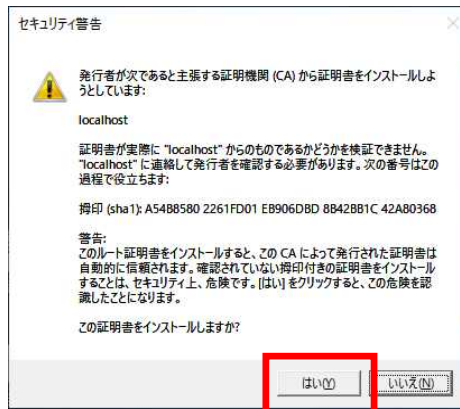 セキュリティ警告
発行者が次であると主張する証明機関 (CA) から証明書をインストールしよ
うとしています:
localhost
証明書が実際に "localhost" からのものであるかどうかを検証できません。
"localhost" に連絡して発行者を確認する必要があります。次の番号はこの
過程で役立ちます:
拇印 (sha1): A54B8580 2261FD01 EB906DBD 8B42BB1C 42A80368
警告:
このルート証明書をインストールすると、この CA によって発行された証明書は
自動的に信頼されます。確認されていない拇印付きの証明書をインストール
することは、セキュリティ上、危険です。[はい] をクリックすると、この危険を認
識したことになります。
この証明書をインストールしますか?
はい(Y)
いいえ(N)